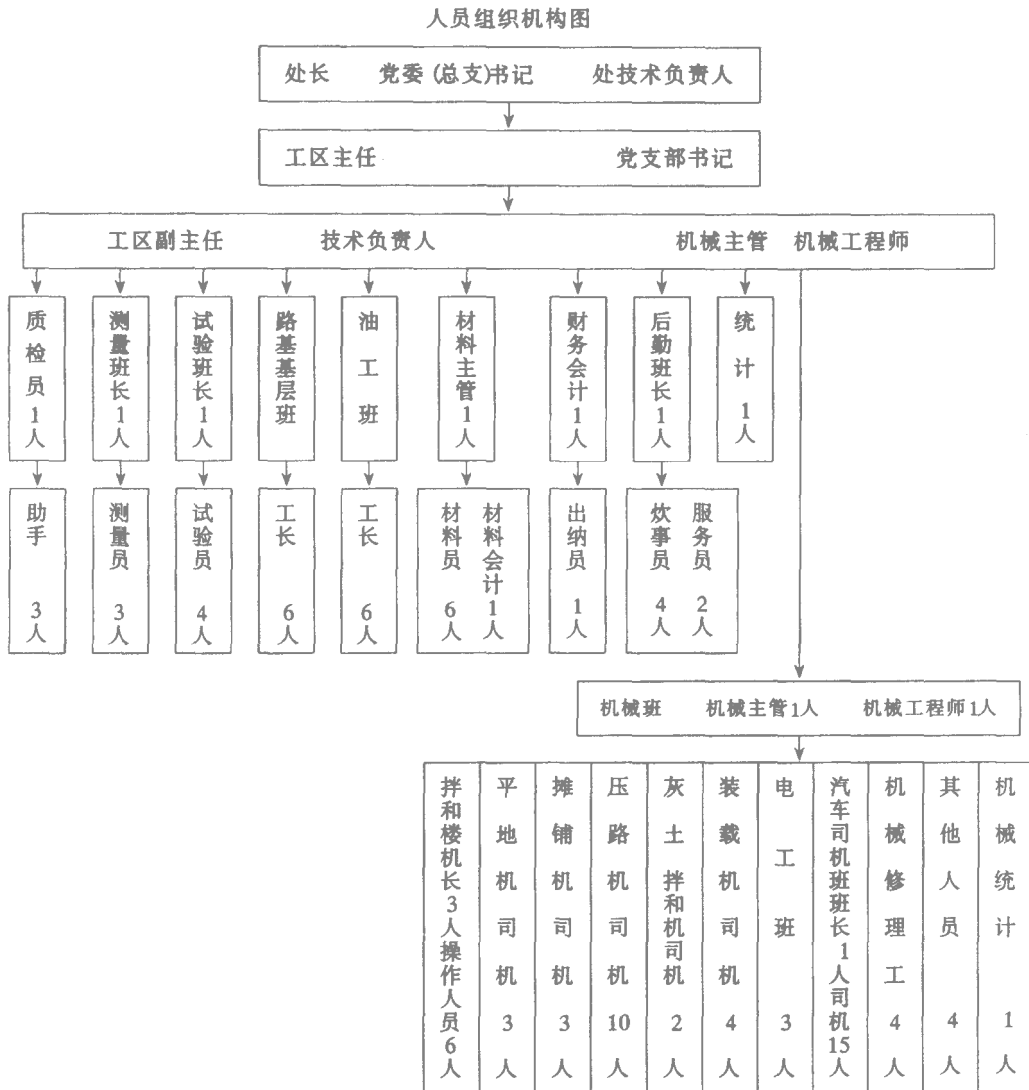 人员组织机构图
处长 党委(总支)书记 处技术负责人
工区主任 党支部书记
工区副主任 技术负责人 机械主管 机械工程师
质检员1人
测量班长1人
试验班长1人
路基基层班
油工班
材料主管1人
财务会计1人
后勤班长1人
统计1人
助手3人
测量员3人
试验员4人
工长6人
工长6人
材料员6人
材料会计1人
出纳员1人
炊事员4人
服务员2人
机械班 机械主管1人 机械工程师1人
拌和楼机长3人操作人员6人
平地机司机3人
摊铺机司机3人
压路机司机10人
灰土拌和机司机2人
装载机司机4人
电工班3人
汽车司机班班长1人司机15人
机械修理工4人
其他人员4人
机械统计1人